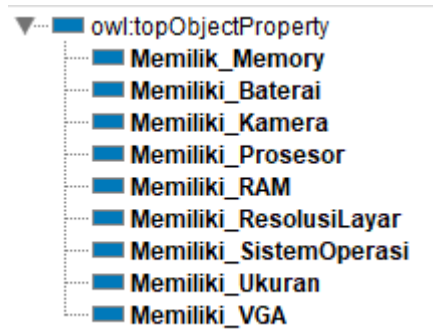 owl:topObjectProperty
Memilik_Memory
Memiliki_Baterai
Memiliki_Kamera
Memiliki_Prosesor
Memiliki_RAM
Memiliki_ResolusiLayar
Memiliki_SistemOperasi
Memiliki_Ukuran
Memiliki_VGA